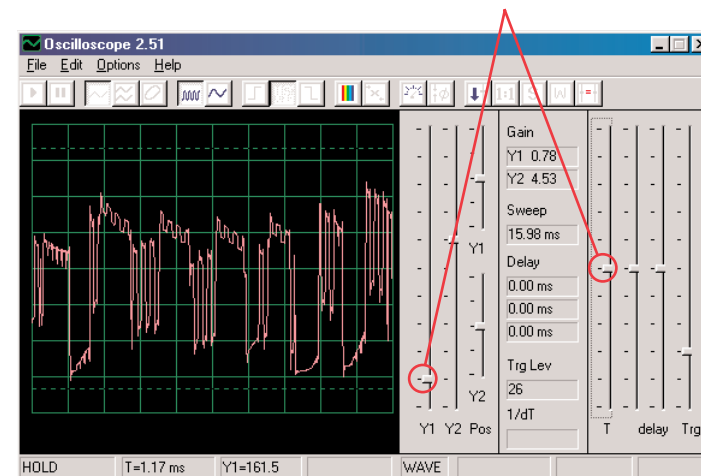 Oscilloscope 2.51
File Edit Options Help
1:1 S W
Gain
Y1 0.78
Y2 4.53
Sweep
15.98 ms
Y1
Delay
0.00 ms
0.00 ms
0.00 ms
Trg Lev
26
Y2
1/dT
Y1 Y2 Pos T delay Trg
HOLD T=1.17 ms Y1=161.5 WAVE